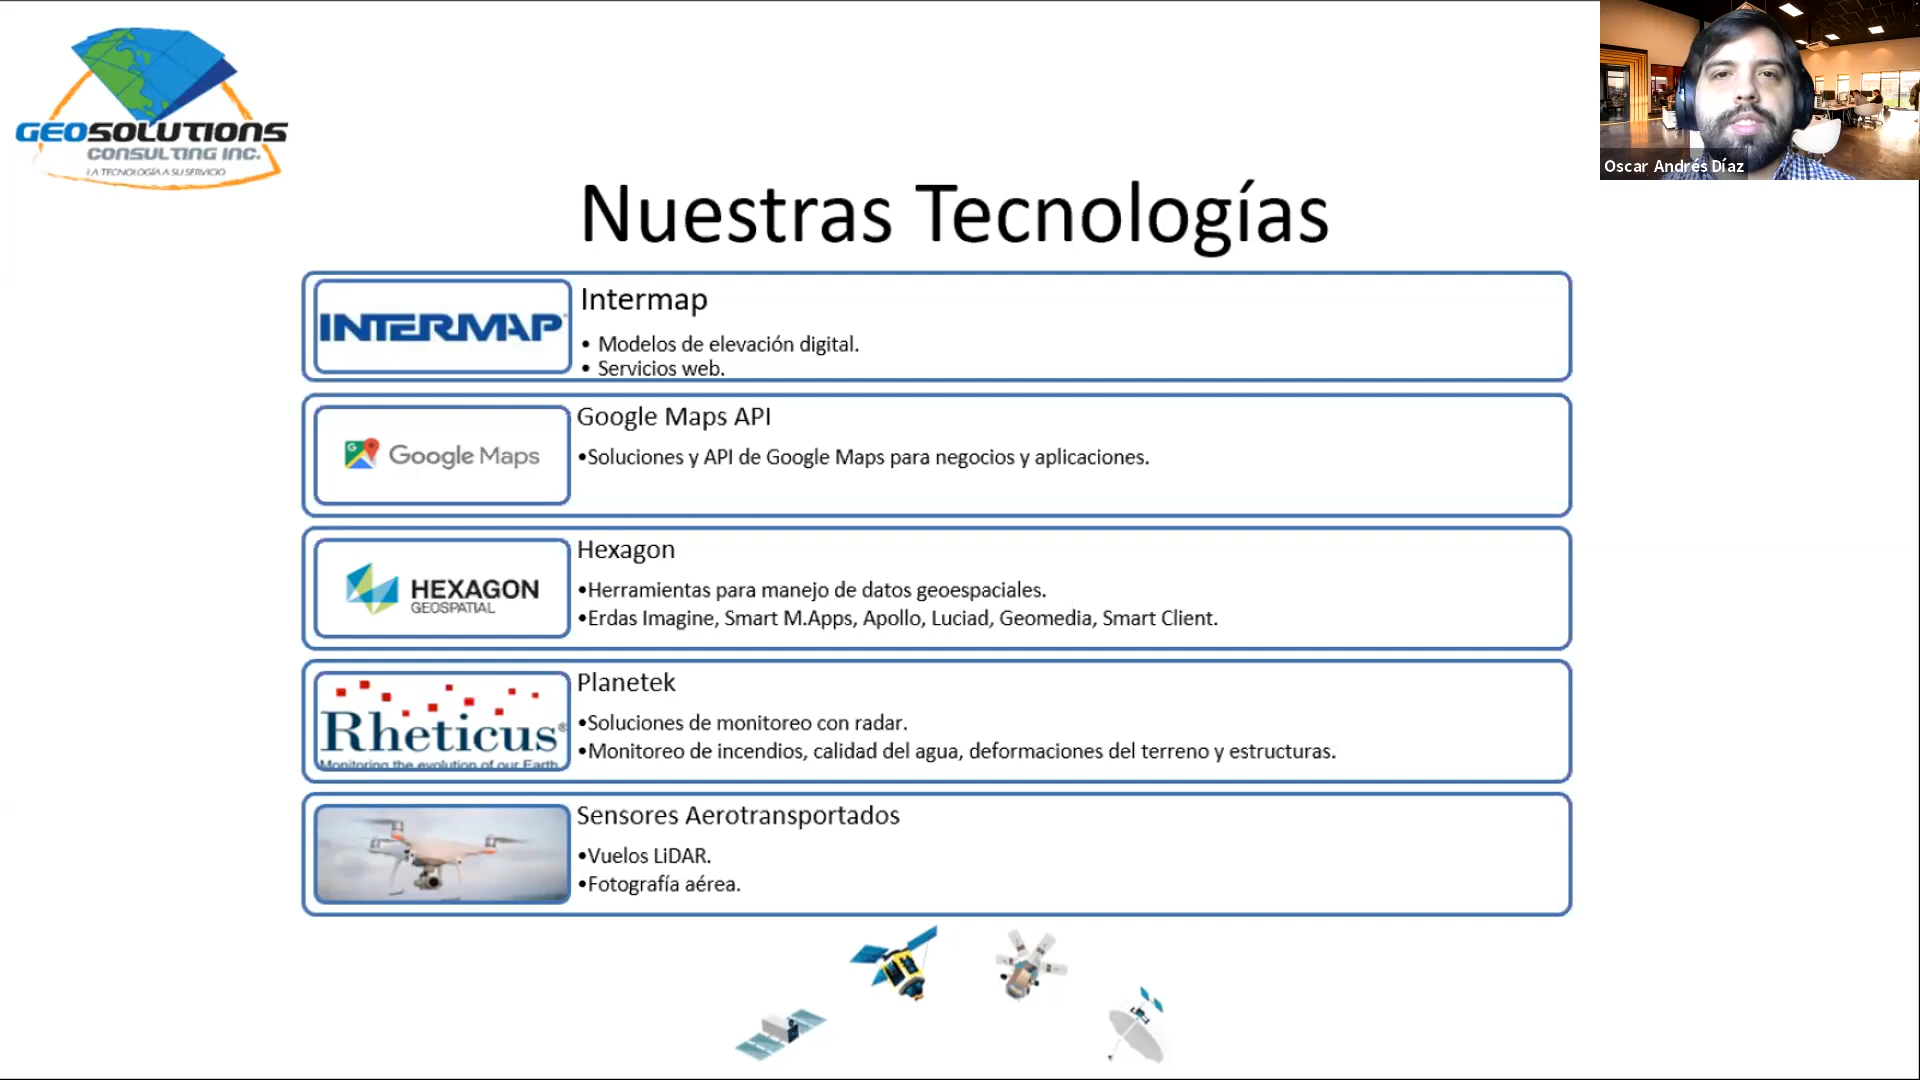 GEOSOLUTIONS
CONSULTING INC.
LA TECNOLOGÍA A SU SERVICIO
Oscar Andrés Díaz
Nuestras Tecnologías
INTERMAP
Intermap
• Modelos de elevación digital.
• Servicios web.
Google Maps
Google Maps API
•Soluciones y API de Google Maps para negocios y aplicaciones.
HEXAGON
GEOSPATIAL
Hexagon
•Herramientas para manejo de datos geoespaciales.
•Erdas Imagine, Smart M.Apps, Apollo, Luciad, Geomedia, Smart Client.
Rheticus®
Monitoring the evolution of our Earth
Planetek
•Soluciones de monitoreo con radar.
•Monitoreo de incendios, calidad del agua, deformaciones del terreno y estructuras.
Sensores Aerotransportados
•Vuelos LiDAR.
•Fotografía aérea.